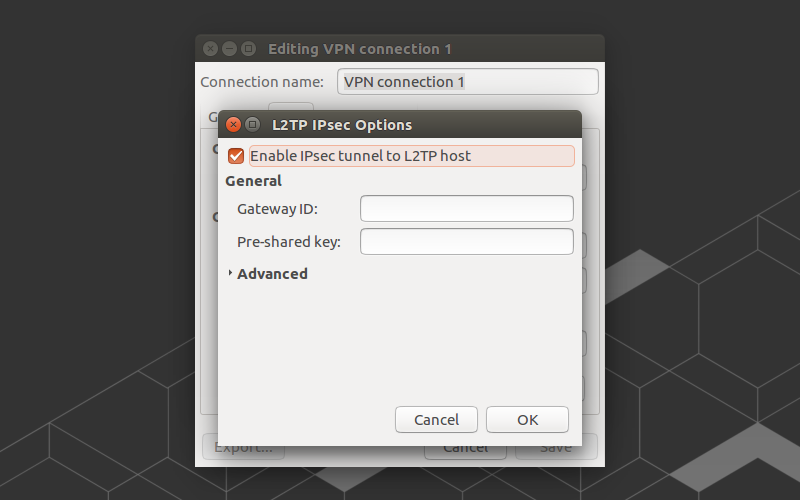 Editing VPN connection 1
Connection name: VPN connection 1
L2TP IPsec Options
Enable IPsec tunnel to L2TP host
General
Gateway ID:
Pre-shared key:
Advanced
Cancel OK
Export... Cancel Save